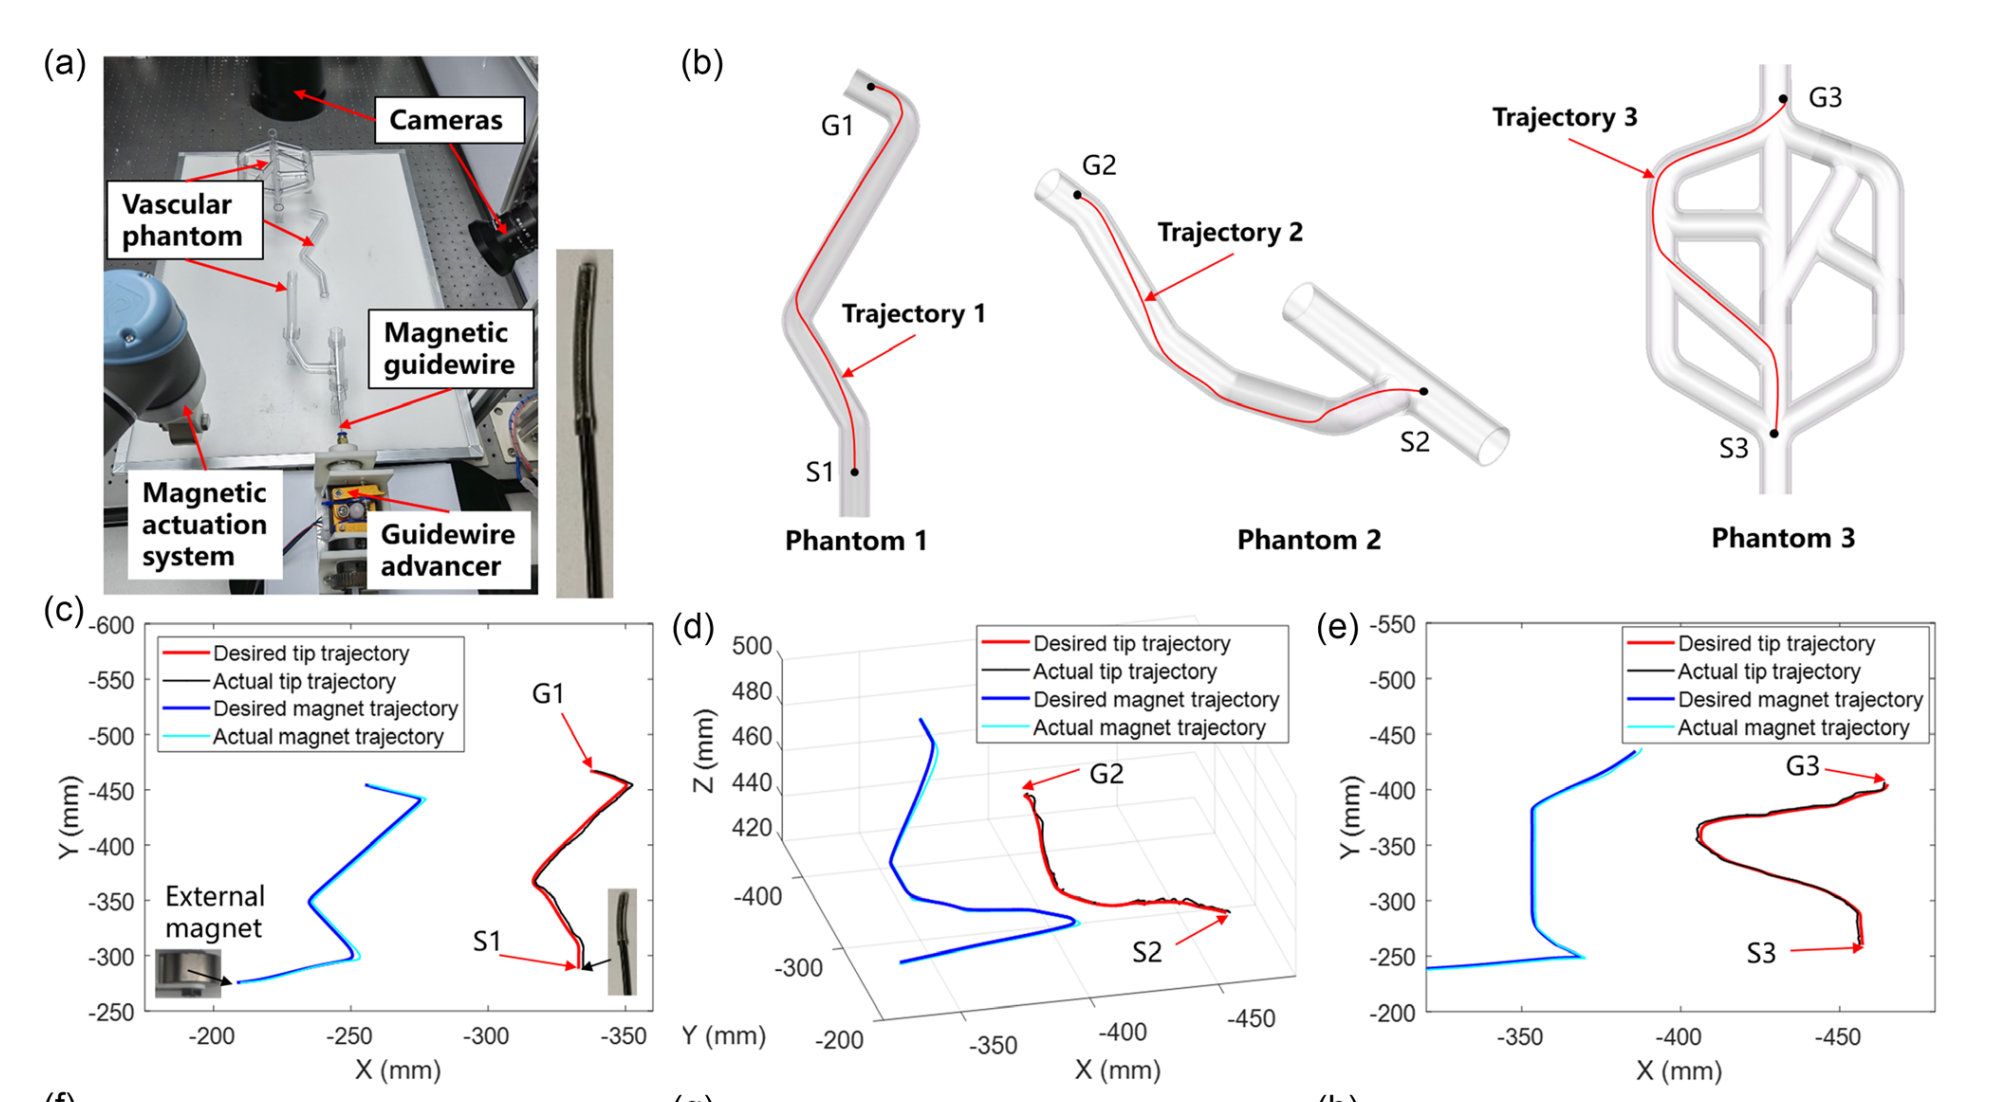 (a)
Cameras
Vascular
phantom
Magnetic
guidewire
Magnetic
actuation
system
Guidewire
advancer
(b)
G1
Trajectory 1
S1
Phantom 1
G2
Trajectory 2
S2
Phantom 2
Trajectory 3
G3
S3
Phantom 3
(c)
-600
-550
-500
-450
-400
-350
-300
-250
Y (mm)
Desired tip trajectory
Actual tip trajectory
Desired magnet trajectory
Actual magnet trajectory
G1
External
magnet
S1
-200
-250
-300
-350
X (mm)
(d)
500
480
460
440
420
Z (mm)
Desired tip trajectory
Actual tip trajectory
Desired magnet trajectory
Actual magnet trajectory
G2
S2
-400
-300
-200
Y (mm)
-350
-400
-450
X (mm)
(e)
-550
-500
-450
-400
-350
-300
-250
-200
Y (mm)
Desired tip trajectory
Actual tip trajectory
Desired magnet trajectory
Actual magnet trajectory
G3
S3
-350
-400
-450
X (mm)